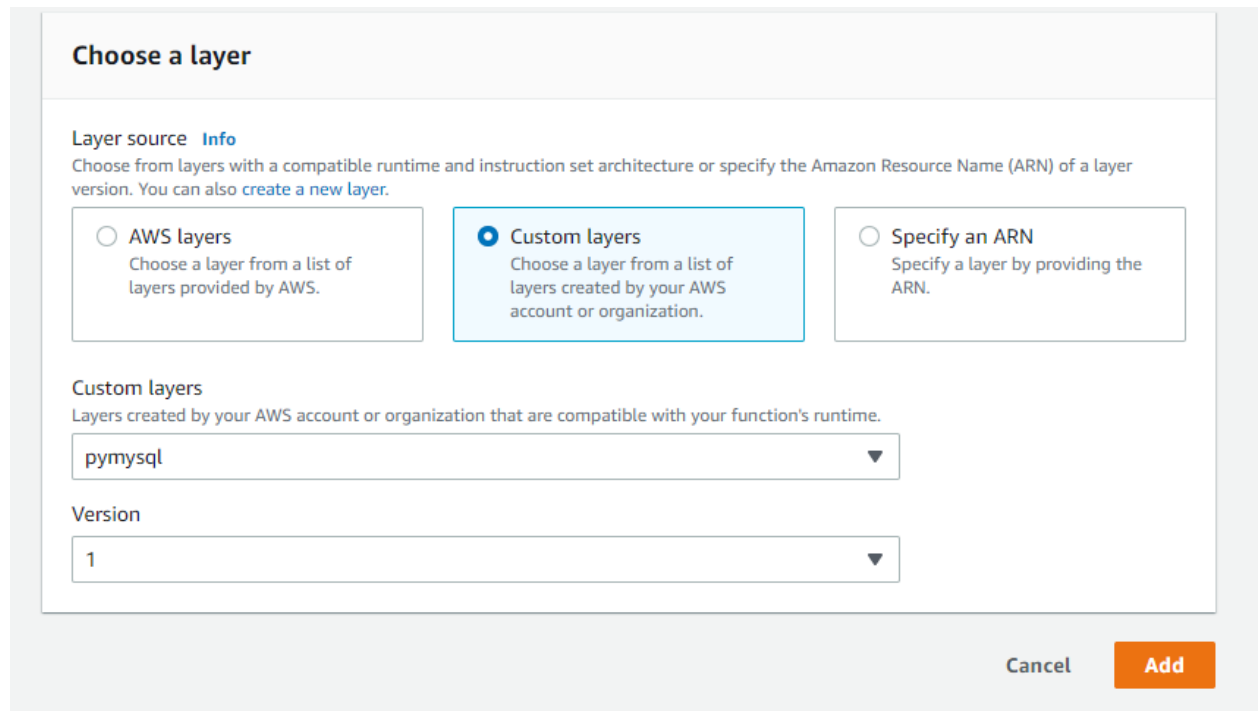 Choose a layer
Layer source Info
Choose from layers with a compatible runtime and instruction set architecture or specify the Amazon Resource Name (ARN) of a layer
version. You can also create a new layer.
AWS layers
Choose a layer from a list of
layers provided by AWS.
Custom layers
Choose a layer from a list of
layers created by your AWS
account or organization.
Specify an ARN
Specify a layer by providing the
ARN.
Custom layers
Layers created by your AWS account or organization that are compatible with your function's runtime.
pymysql
Version
1
Cancel Add